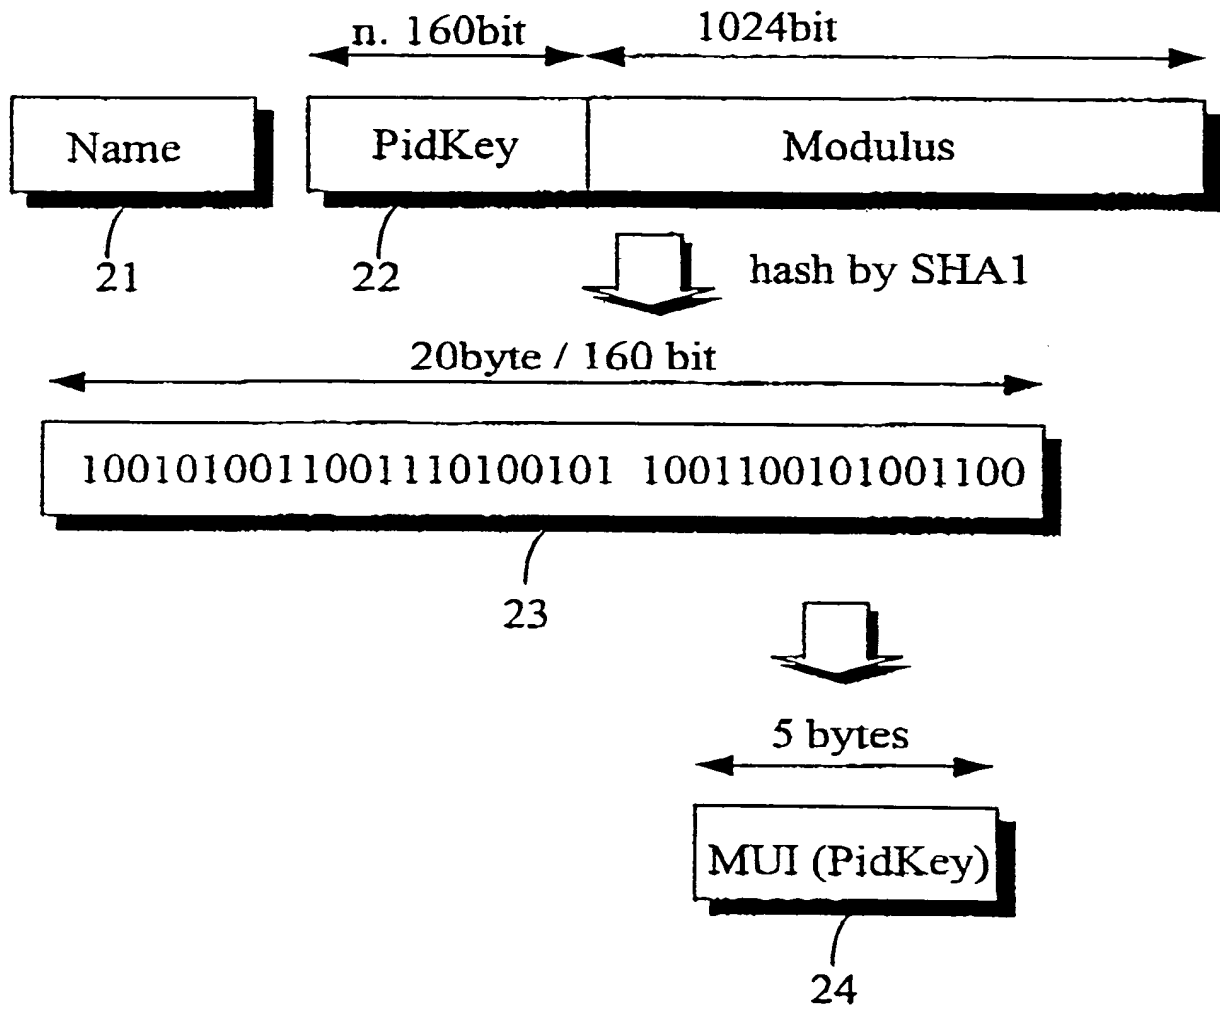 n. 160bit 1024bit
Name PidKey Modulus
21 22 hash by SHA1
20byte / 160 bit
1001010011001110100101 1001100101001100
23
5 bytes
MUI (PidKey)
24